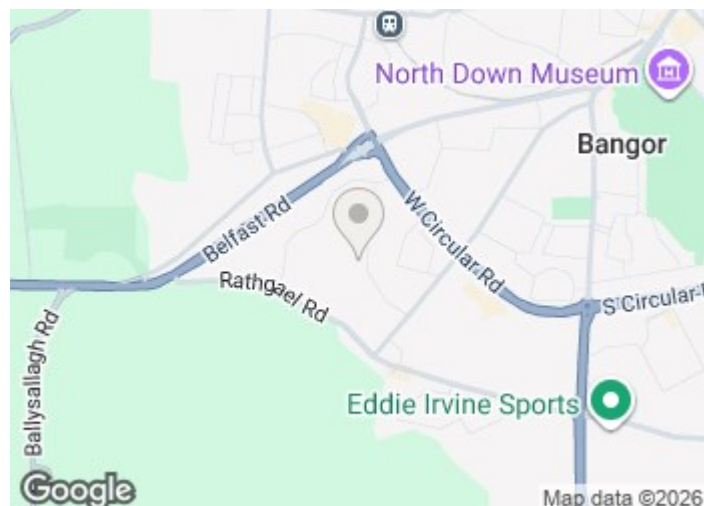 North Down Museum
Bangor
Belfast Rd
W Circular Rd
Rathgael Rd
S Circular
Ballysallagh Rd
Eddie Irvine Sports
Google
Map data ©2026